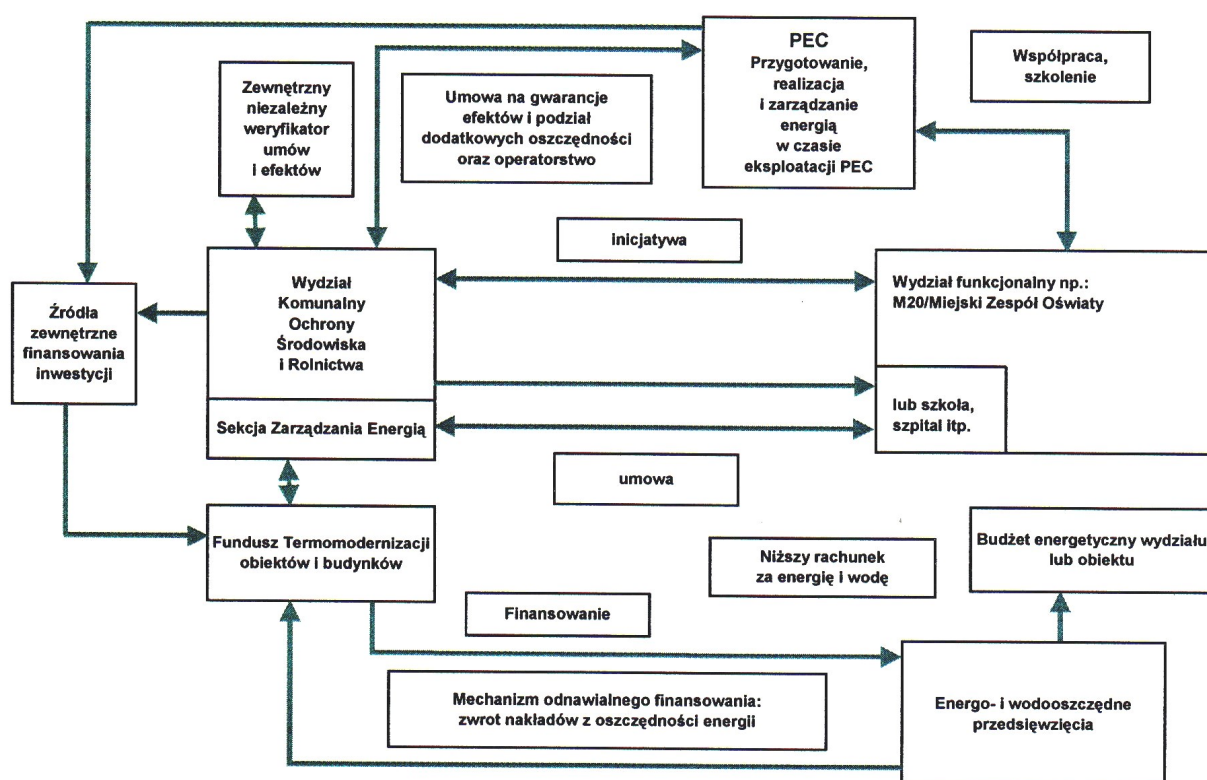 PEC
Przygotowanie,
realizacja
i zarządzanie
energią
w czasie
eksploatacji PEC
Współpraca,
szkolenie
Zewnętrzny
niezależny
weryfikator
umów
i efektów
Umowa na gwarancje
efektów i podział
dodatkowych oszczędności
oraz operatorstwo
inicjatywa
Wydział
Komunalny
Ochrony
Środowiska
i Rolnictwa
Sekcja Zarządzania Energią
Wydział funkcjonalny np.:
M20/Miejski Zespół Oświaty
lub szkoła,
szpital itp.
Źródła
zewnętrzne
finansowania
inwestycji
umowa
Fundusz Termomodernizacji
obiektów i budynków
Niższy rachunek
za energię i wodę
Budżet energetyczny wydziału
lub obiektu
Finansowanie
Mechanizm odnawialnego finansowania:
zwrot nakładów z oszczędności energii
Energo- i wodooszczędne
przedsięwzięcia